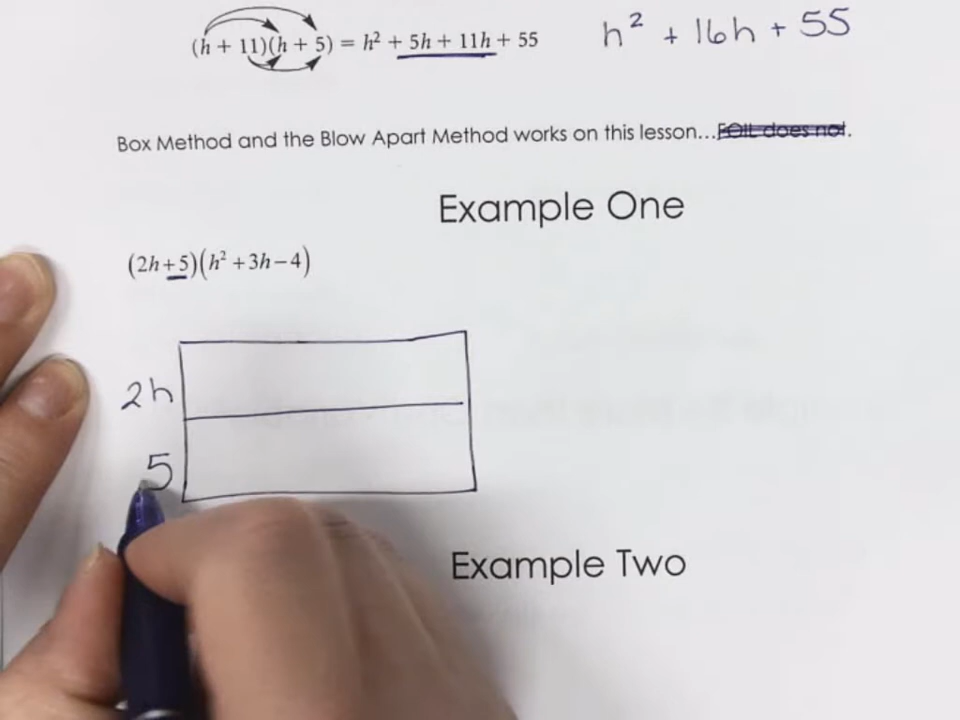 (h + 11)(h + 5) = h² + 5h + 11h + 55 h² + 16h + 55
Box Method and the Blow Apart Method works on this lesson...FOIL does not.
Example One
(2h+5)(h² +3h−4)
2h
5
Example Two